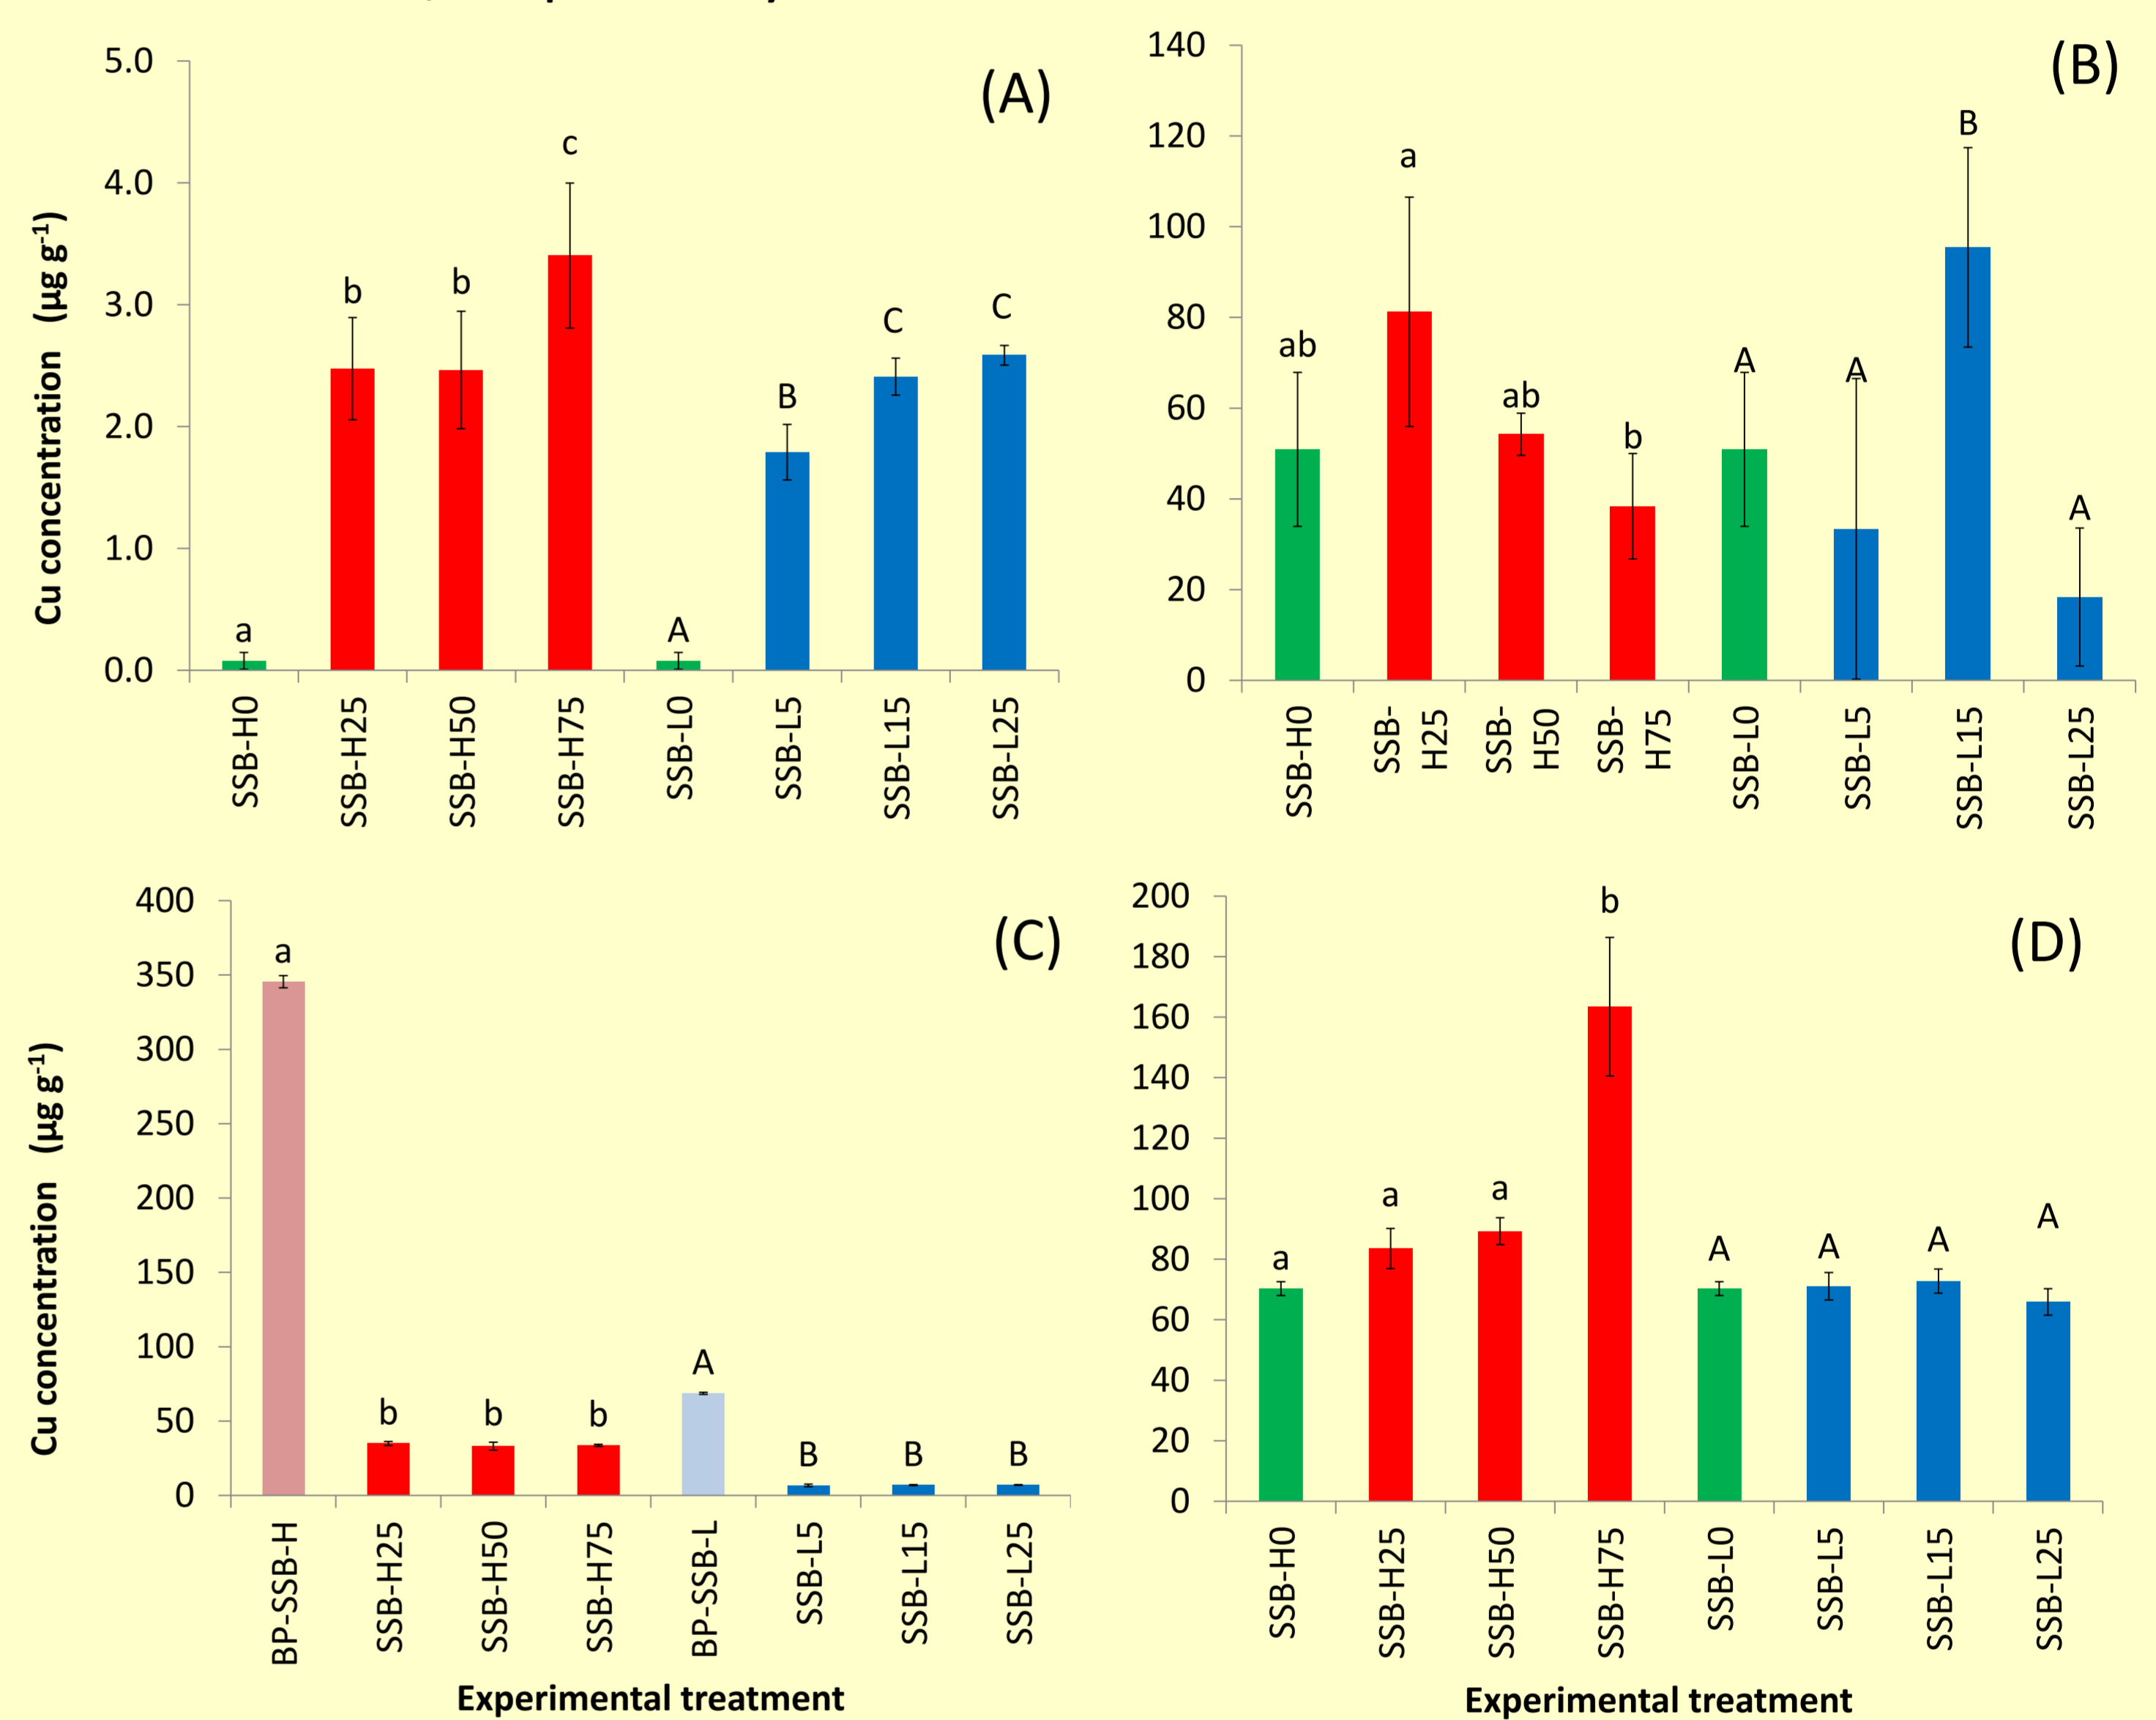 (A)
5.0
4.0
3.0
2.0
1.0
0.0
Cu concentration (µg g-1)
a
b
b
c
A
B
C
C
SSB-H0
SSB-H25
SSB-H50
SSB-H75
SSB-L0
SSB-L5
SSB-L15
SSB-L25
(B)
140
120
100
80
60
40
20
0
ab
a
ab
b
A
A
B
A
SSB-H0
SSB-
H25
SSB-
H50
SSB-
H75
SSB-L0
SSB-L5
SSB-L15
SSB-L25
(C)
400
350
300
250
200
150
100
50
0
Cu concentration (µg g-1)
a
b
b
b
A
B
B
B
BP-SSB-H
SSB-H25
SSB-H50
SSB-H75
BP-SSB-L
SSB-L5
SSB-L15
SSB-L25
Experimental treatment
(D)
200
180
160
140
120
100
80
60
40
20
0
a
a
a
b
A
A
A
A
SSB-H0
SSB-H25
SSB-H50
SSB-H75
SSB-L0
SSB-L5
SSB-L15
SSB-L25
Experimental treatment